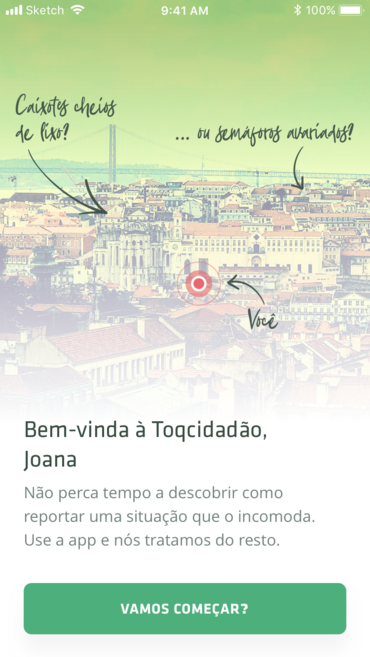 Sketch
9:41 AM
100%
Caixotes cheios
de lixo?
... ou semáforos avariados?
Você
Bem-vinda à Toqcidadão,
Joana
Não perca tempo a descobrir como
reportar uma situação que o incomoda.
Use a app e nós tratamos do resto.
VAMOS COMEÇAR?